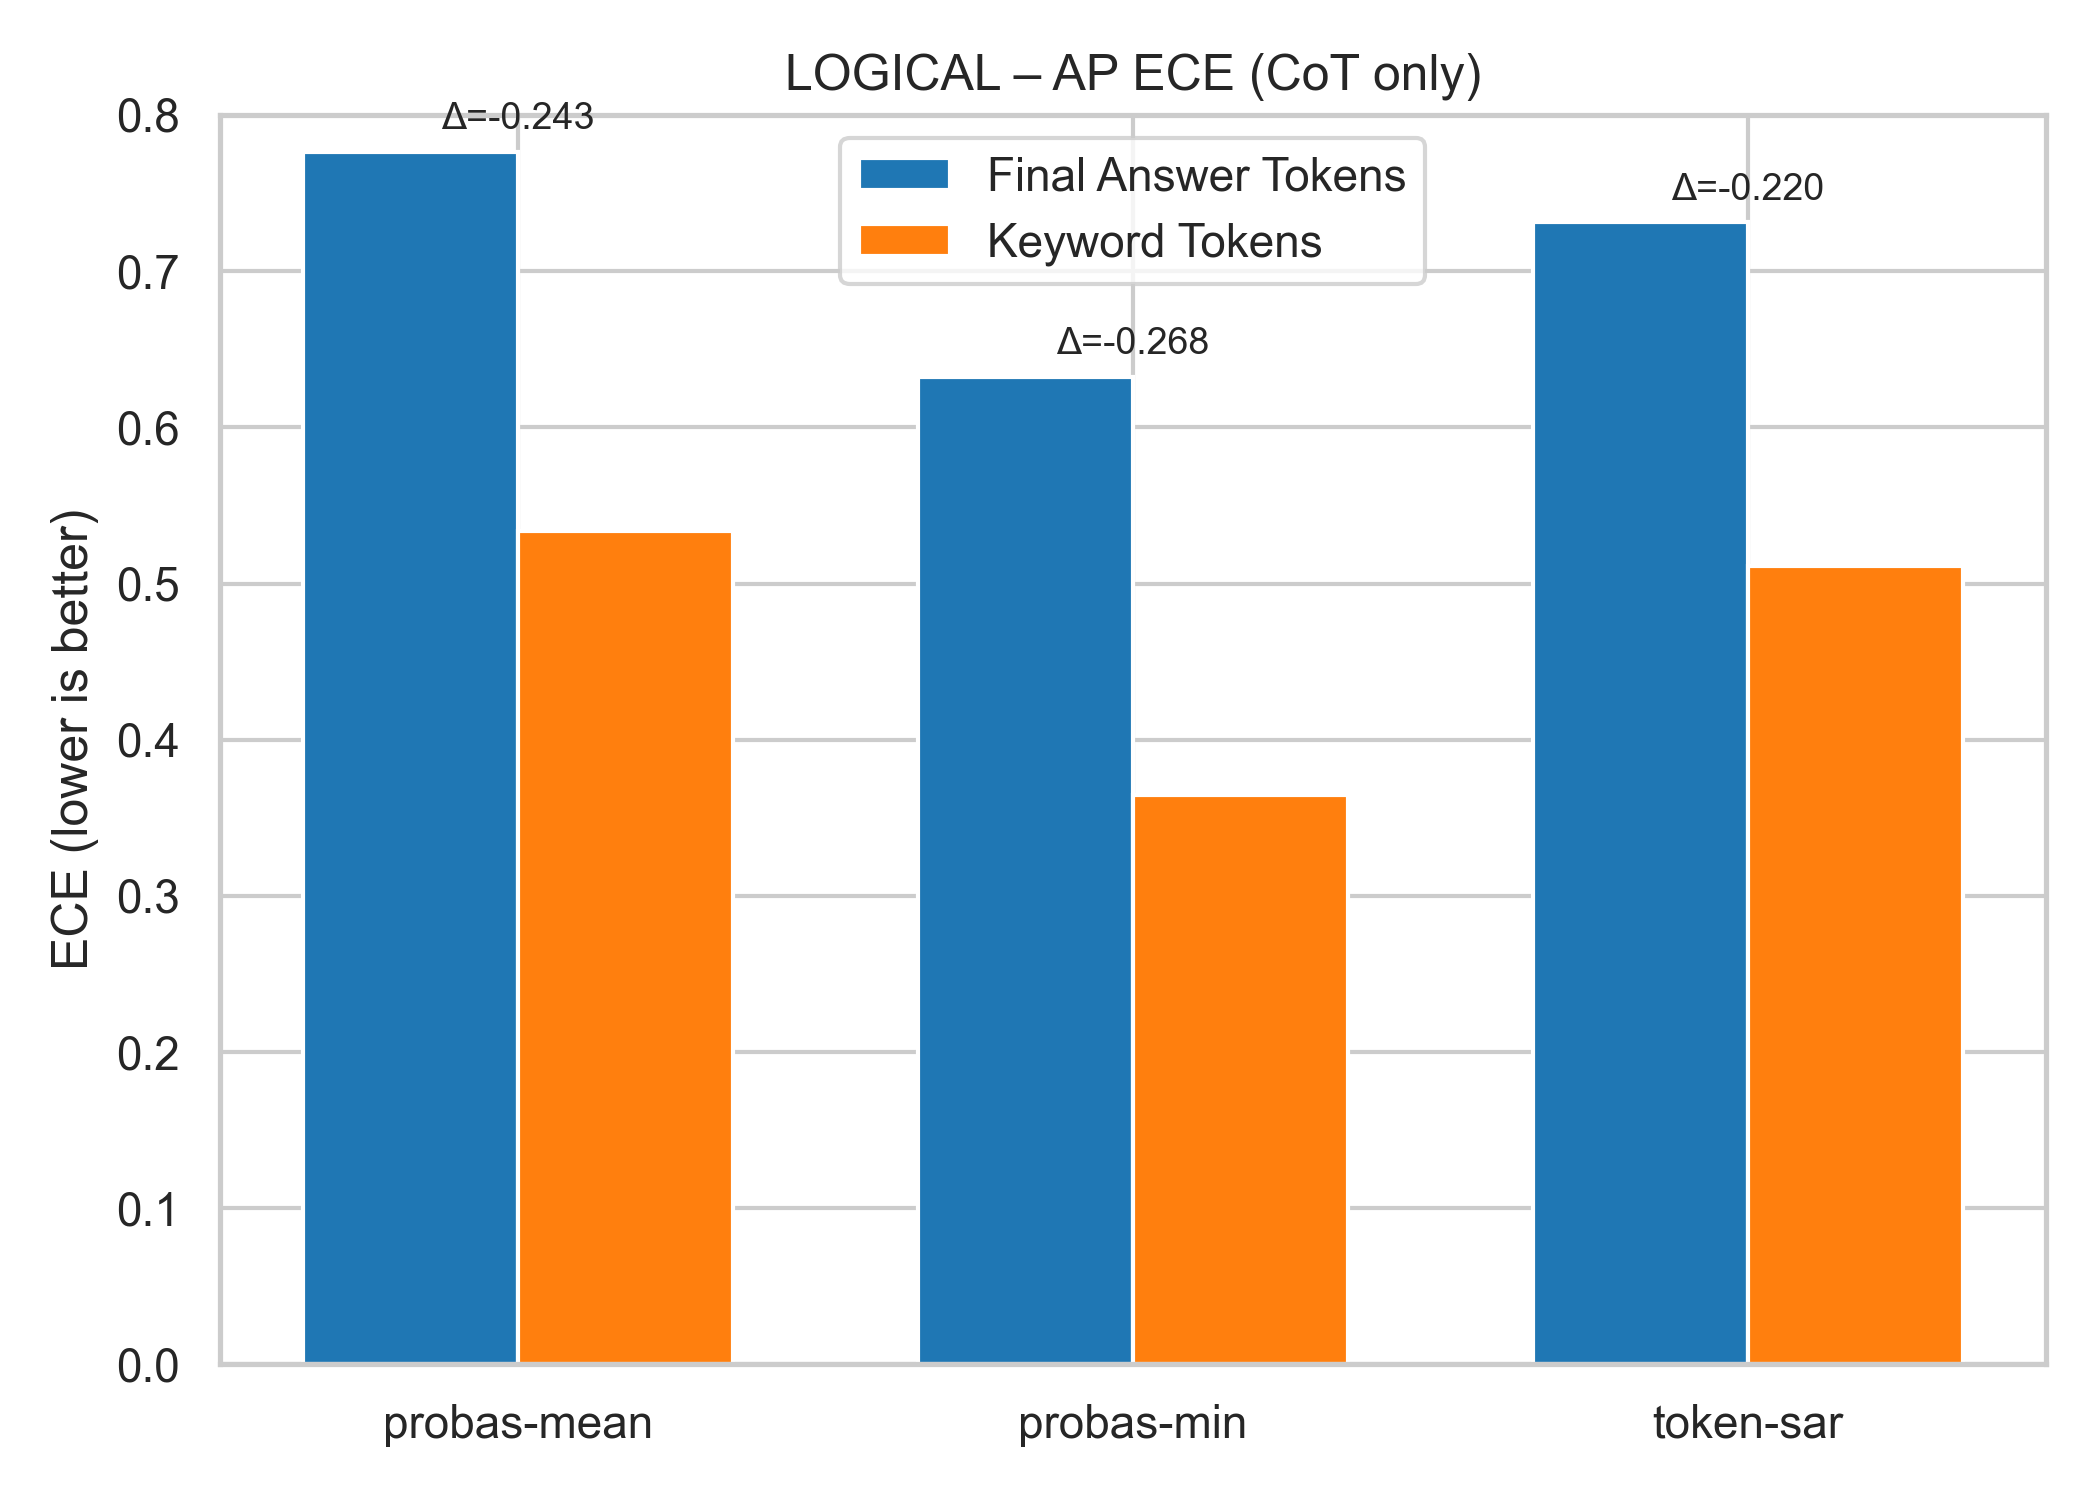 LOGICAL – AP ECE (CoT only)
Δ=-0.243
Δ=-0.268
Δ=-0.220
Final Answer Tokens
Keyword Tokens
ECE (lower is better)
0.8
0.7
0.6
0.5
0.4
0.3
0.2
0.1
0.0
probas-mean
probas-min
token-sar